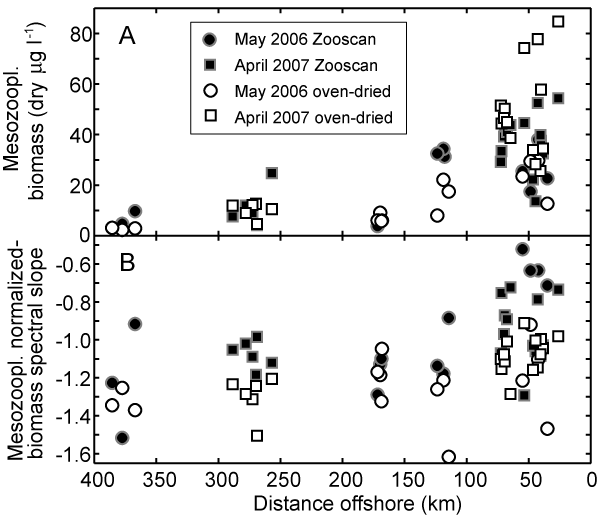 A
May 2006 Zooscan
April 2007 Zooscan
May 2006 oven-dried
April 2007 oven-dried
Mesozoopl.
biomass (dry µg l⁻¹)
80
60
40
20
0
B
Mesozoopl. normalized-
biomass spectral slope
-0.6
-0.8
-1.0
-1.2
-1.4
-1.6
400 350 300 250 200 150 100 50 0
Distance offshore (km)